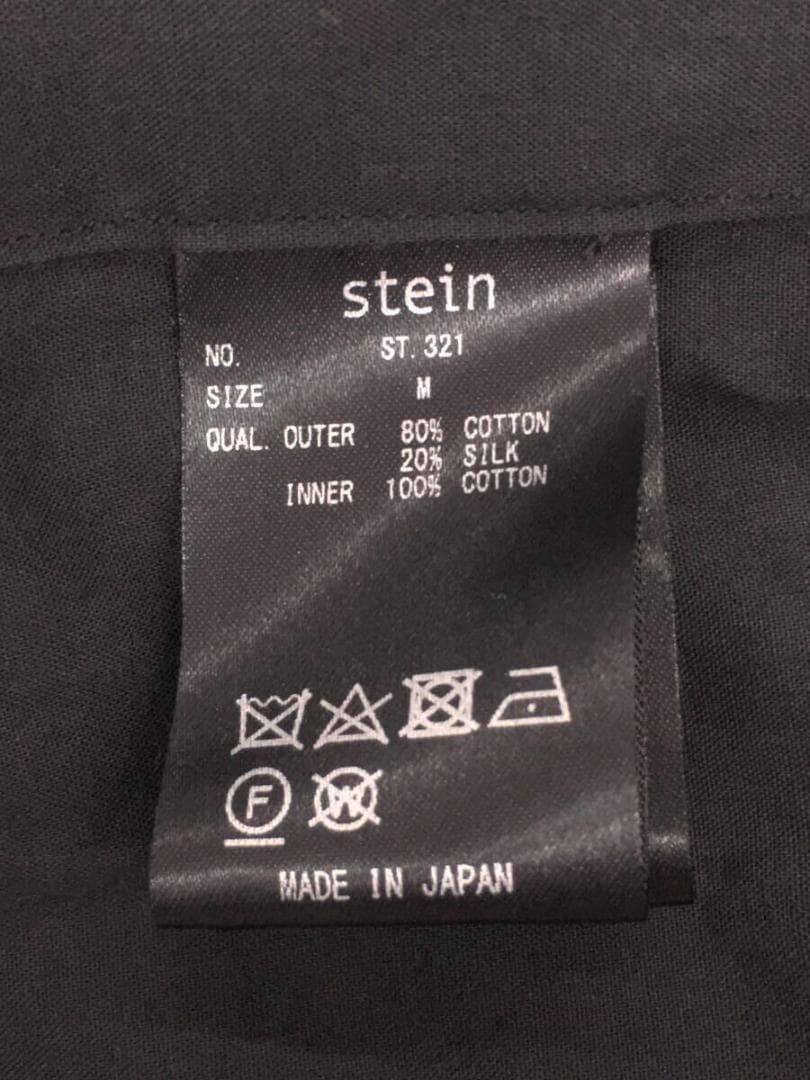 stein
NO. ST.321
SIZE M
QUAL. OUTER 80% COTTON
20% SILK
INNER 100% COTTON
F W
MADE IN JAPAN